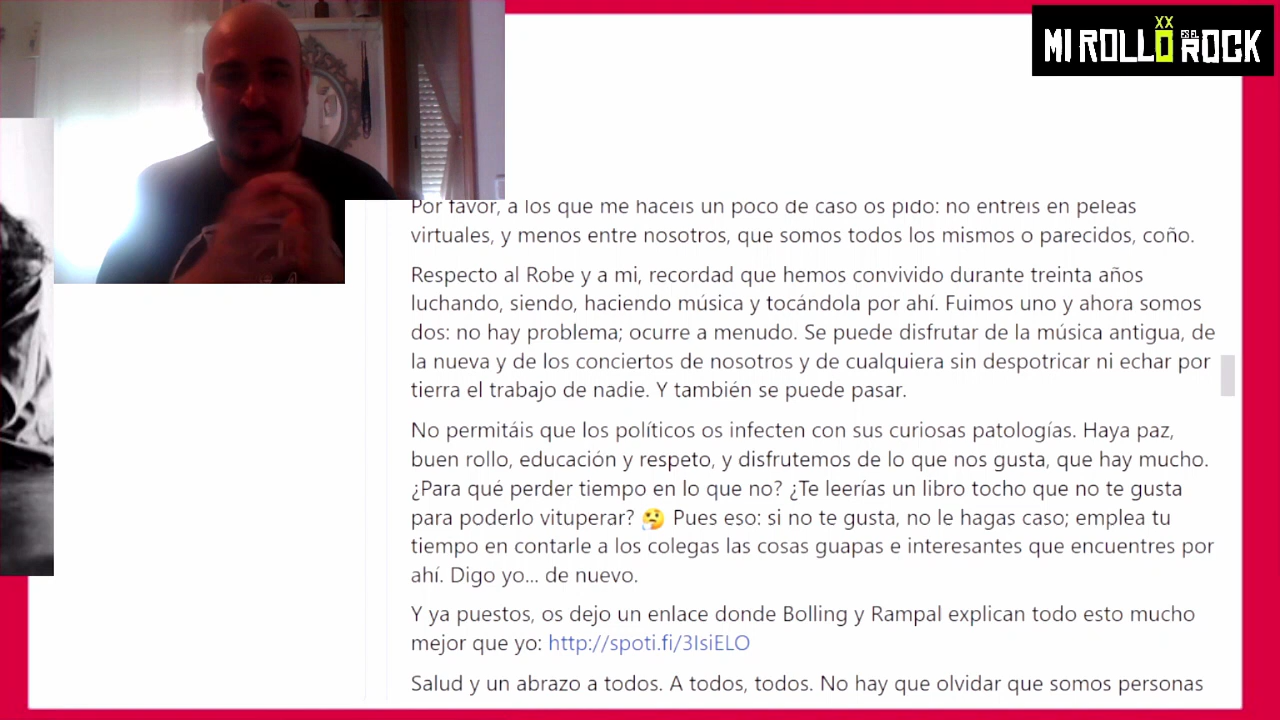 XX
MI ROLLO DEL ROCK
Por favor, a los que me hacéis un poco de caso os pido: no entréis en peleas
virtuales, y menos entre nosotros, que somos todos los mismos o parecidos, coño.
Respecto al Robe y a mi, recordad que hemos convivido durante treinta años
luchando, siendo, haciendo música y tocándola por ahí. Fuimos uno y ahora somos
dos: no hay problema; ocurre a menudo. Se puede disfrutar de la música antigua, de
la nueva y de los conciertos de nosotros y de cualquiera sin despotricar ni echar por
tierra el trabajo de nadie. Y también se puede pasar.
No permitáis que los políticos os infecten con sus curiosas patologías. Haya paz,
buen rollo, educación y respeto, y disfrutemos de lo que nos gusta, que hay mucho.
¿Para qué perder tiempo en lo que no? ¿Te leerías un libro tocho que no te gusta
para poderlo vituperar? 🤔 Pues eso: si no te gusta, no le hagas caso; emplea tu
tiempo en contarle a los colegas las cosas guapas e interesantes que encuentres por
ahí. Digo yo... de nuevo.
Y ya puestos, os dejo un enlace donde Bolling y Rampal explican todo esto mucho
mejor que yo: http://spoti.fi/3IsiELO
Salud y un abrazo a todos. A todos, todos. No hay que olvidar que somos personas